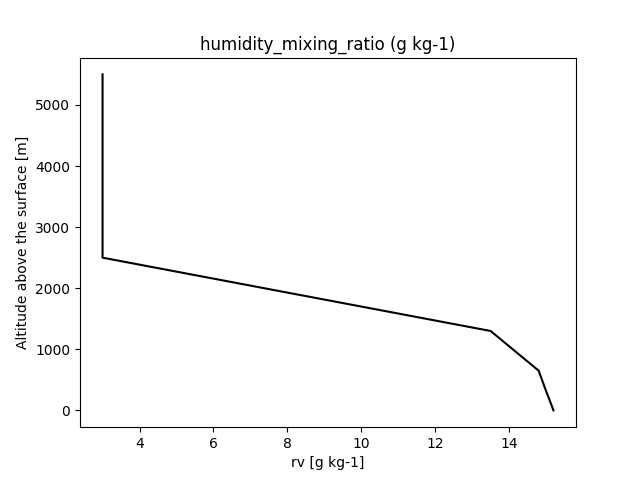 humidity_mixing_ratio (g kg-1)
Altitude above the surface [m]
5000
4000
3000
2000
1000
0
4 6 8 10 12 14
rv [g kg-1]